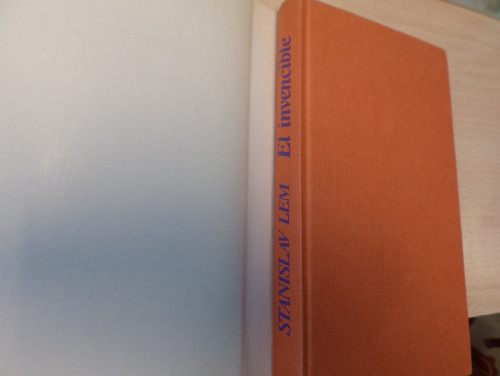 STANISLAV LEM El invencible